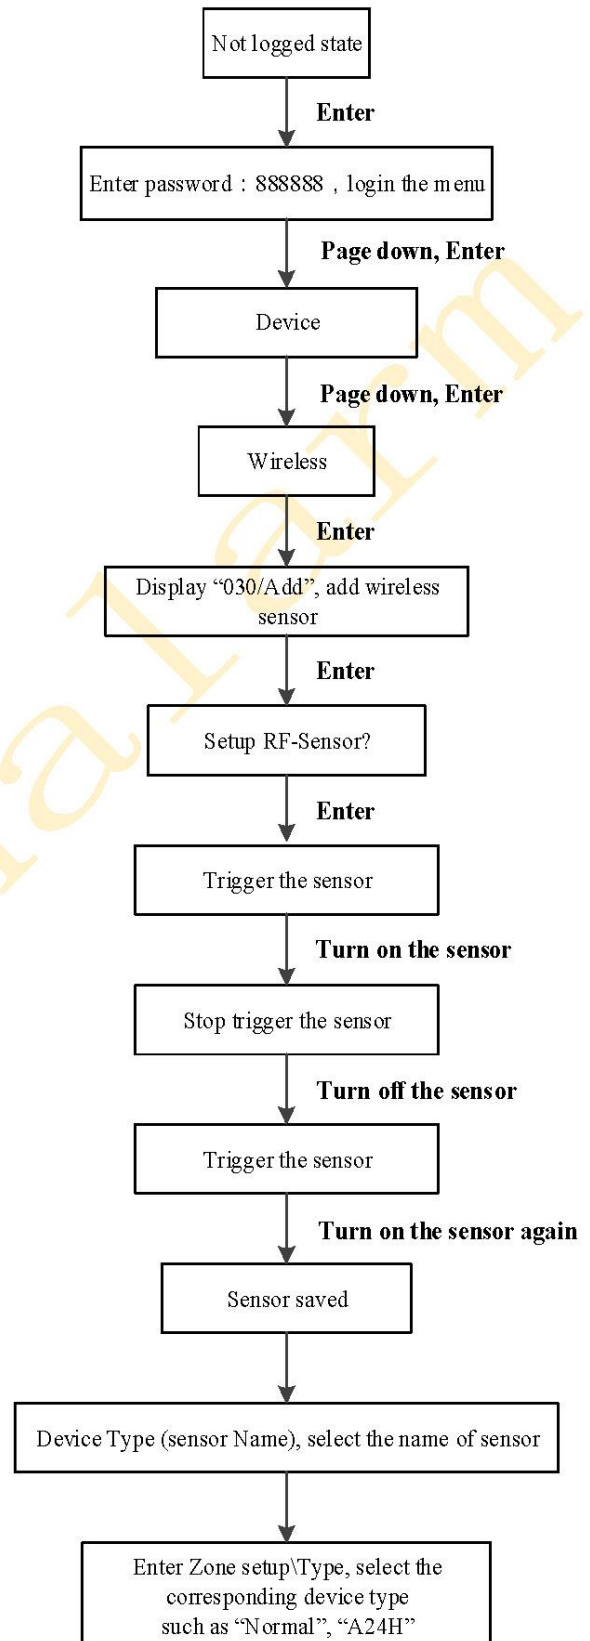 Not logged state
Enter
Enter password：888888，login the menu
Page down, Enter
Device
Page down, Enter
Wireless
Enter
Display “030/Add”, add wireless
sensor
Enter
Setup RF-Sensor?
Enter
Trigger the sensor
Turn on the sensor
Stop trigger the sensor
Turn off the sensor
Trigger the sensor
Turn on the sensor again
Sensor saved
Device Type (sensor Name), select the name of sensor
Enter Zone setup\Type, select the
corresponding device type
such as “Normal”, “A24H”
alarm